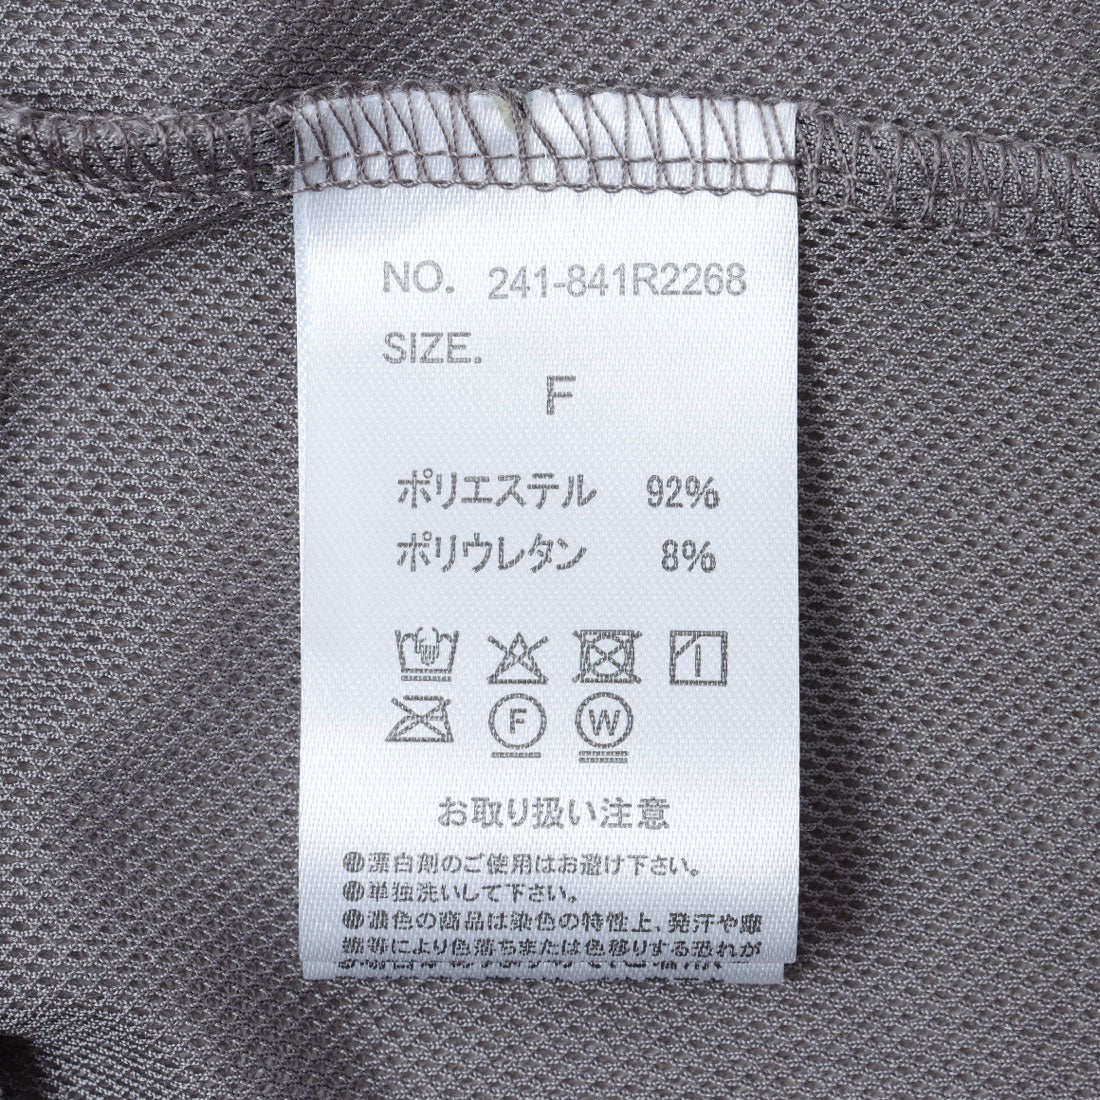 NO. 241-841R2268
SIZE.
F
ポリエステル 92%
ポリウレタン 8%
F W
お取り扱い注意
●漂白剤のご使用はお避け下さい。
●単独洗いして下さい。
●濃色の商品は染色の特性上、発汗や摩
擦等により色落ちまたは色移りする恐れが